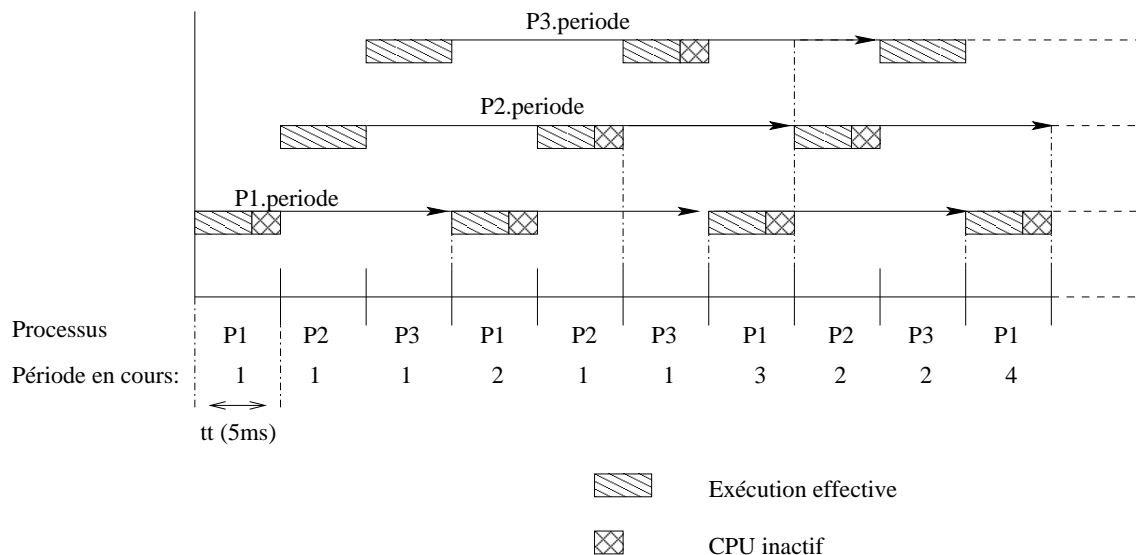 P3.periode
P2.periode
P1.periode
Processus P1 P2 P3 P1 P2 P3 P1 P2 P3 P1
Période en cours: 1 1 1 2 1 1 3 2 2 4
tt (5ms)
Exécution effective
CPU inactif